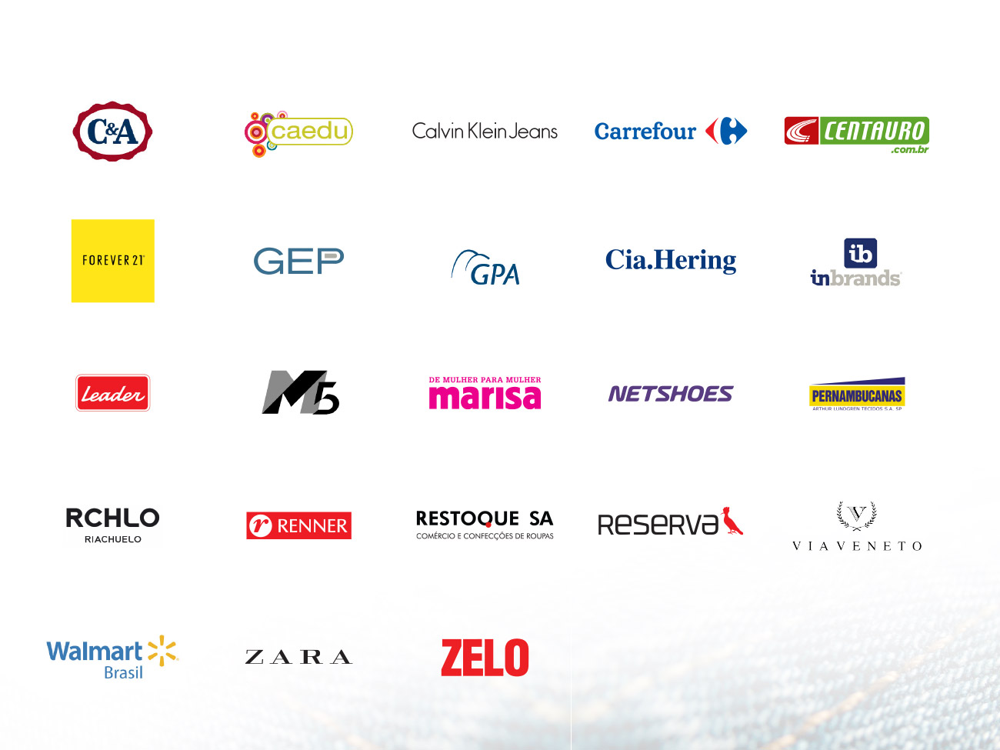 C&A
caedu
Calvin Klein Jeans
Carrefour
CENTAURO
.com.br
FOREVER 21
GEP
GPA
Cia.Hering
ib
inbrands
Leader
M5
DE MULHER PARA MULHER
marisa
NETSHOES
PERNAMBUCANAS
ARTHUR LUNDGREN TECIDOS S.A. SP
RCHLO
RIACHUELO
r RENNER
RESTOQUE SA
COMÉRCIO E CONFECÇÕES DE ROUPAS
RESERVA
V
VIA VENETO
Walmart
Brasil
ZARA
ZELO